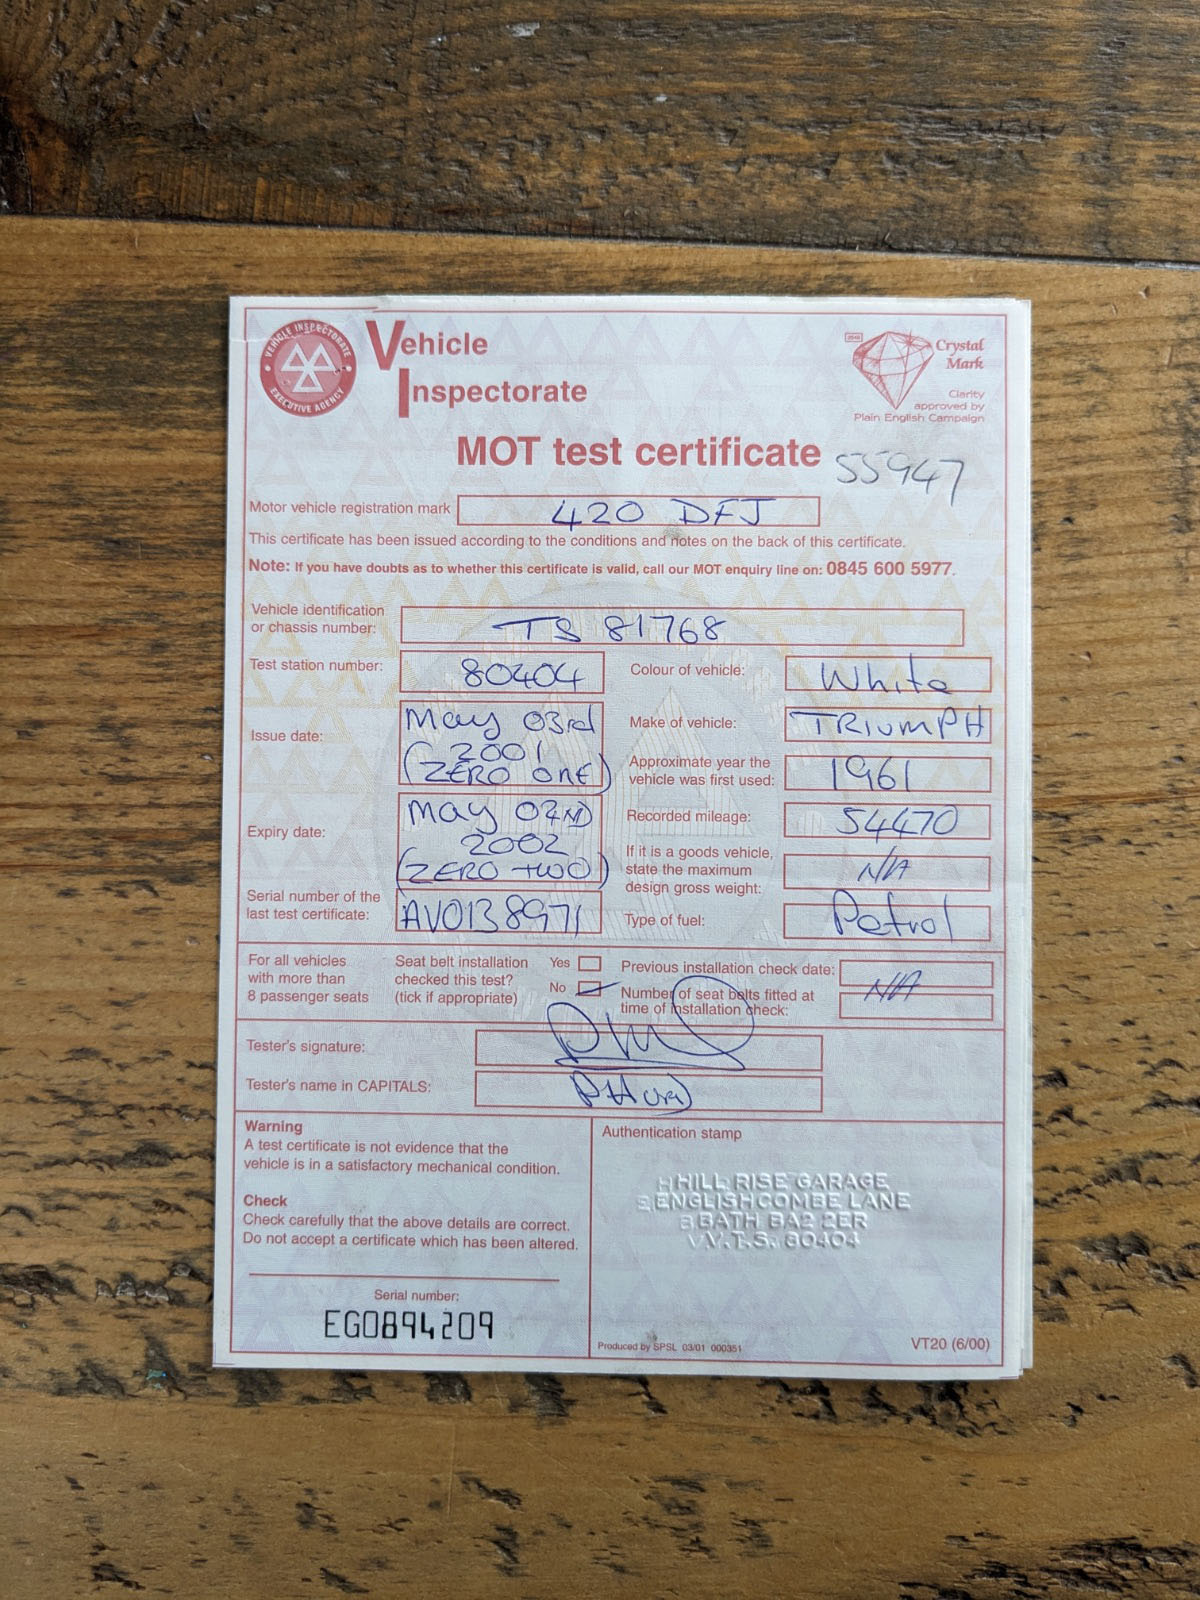 VEHICLE INSPECTORATE
EXECUTIVE AGENCY
Vehicle
Inspectorate
Crystal
Mark
Clarity
approved by
Plain English Campaign
MOT test certificate
55947
Motor vehicle registration mark 420 DFJ
This certificate has been issued according to the conditions and notes on the back of this certificate.
Note: If you have doubts as to whether this certificate is valid, call our MOT enquiry line on: 0845 600 5977.
Vehicle identification
or chassis number: TS 81768
Test station number: 80404
Colour of vehicle: White
Issue date: May 03rd
2001
(ZERO ONE)
Make of vehicle: TRIUMPH
Approximate year the
vehicle was first used: 1961
Expiry date: May 02ND
2002
(ZERO TWO)
Recorded mileage: 54470
If it is a goods vehicle,
state the maximum
design gross weight: N/A
Serial number of the
last test certificate: AV0138971
Type of fuel: Petrol
For all vehicles
with more than
8 passenger seats
Seat belt installation
checked this test?
(tick if appropriate)
Yes
No
Previous installation check date:
N/A
Number of seat belts fitted at
time of installation check:
Tester's signature:
Tester's name in CAPITALS:
Warning
A test certificate is not evidence that the
vehicle is in a satisfactory mechanical condition.
Check
Check carefully that the above details are correct.
Do not accept a certificate which has been altered.
Serial number:
EG0894209
Authentication stamp
HILL RISE GARAGE
ENGLISHCOMBE LANE
BATH BA2 2ER
V.T.S. 80404
Produced by SPSL 03/01 000351
VT20 (6/00)